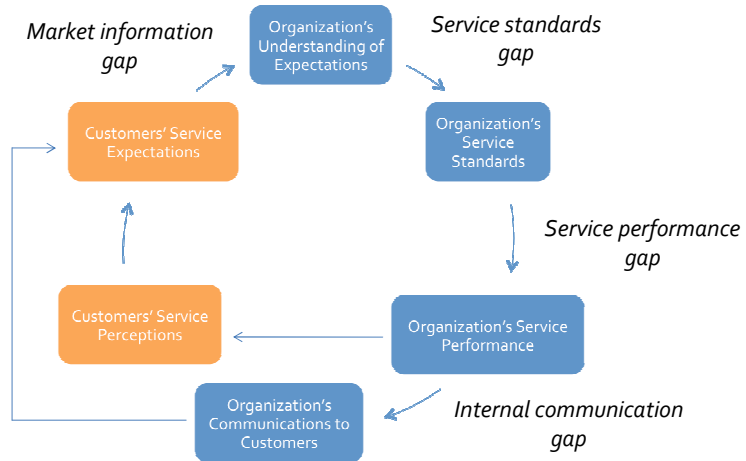 Market information
gap
Organization's
Understanding of
Expectations
Service standards
gap
Customers' Service
Expectations
Organization's
Service
Standards
Service performance
gap
Customers' Service
Perceptions
Organization's Service
Performance
Organization's
Communications to
Customers
Internal communication
gap